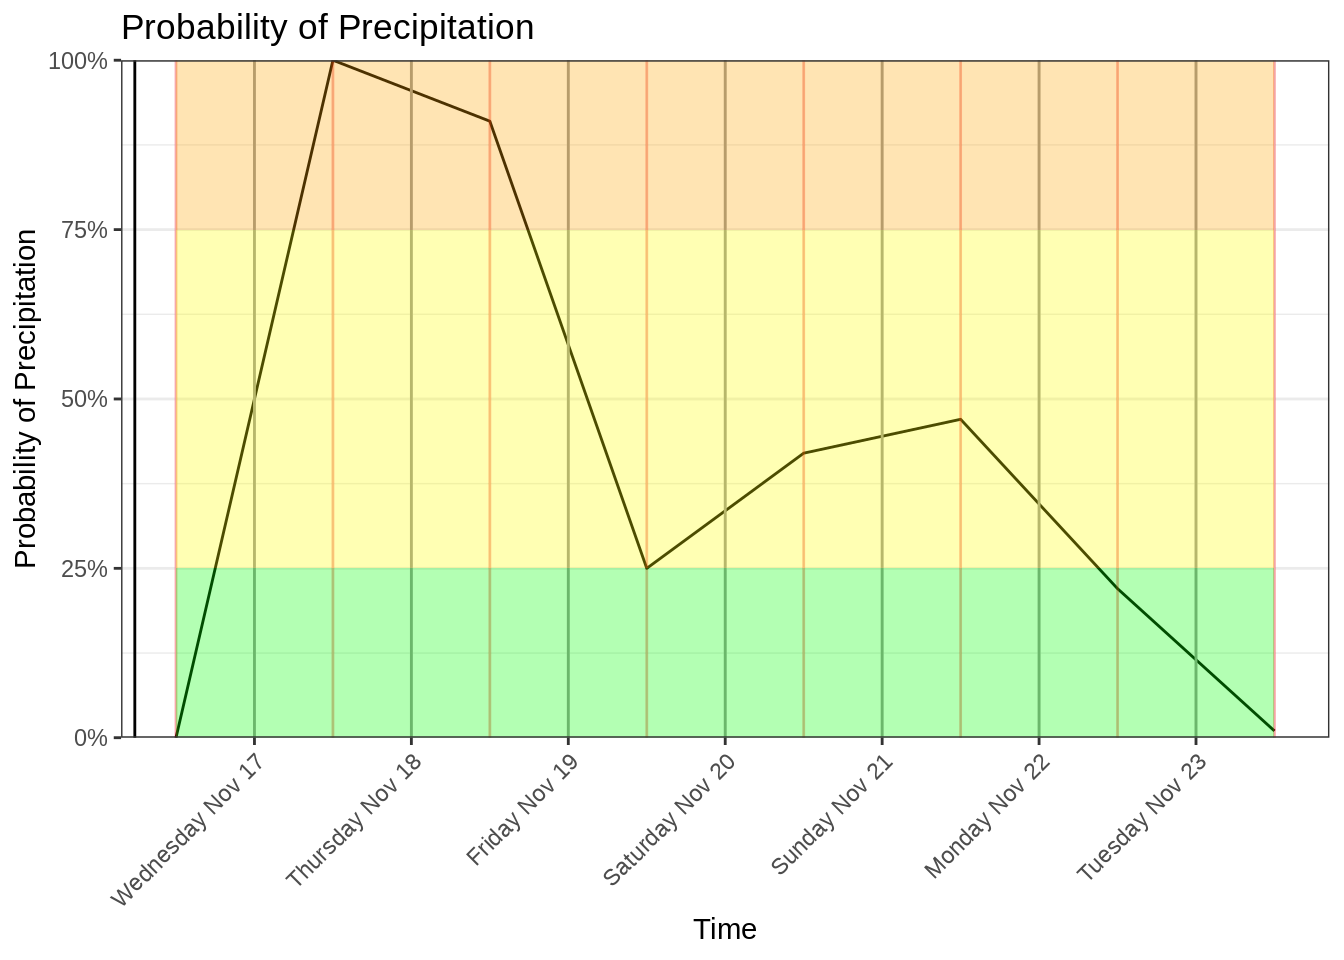 Probability of Precipitation
Probability of Precipitation
100%
75%
50%
25%
0%
Wednesday Nov 17
Thursday Nov 18
Friday Nov 19
Saturday Nov 20
Sunday Nov 21
Monday Nov 22
Tuesday Nov 23
Time